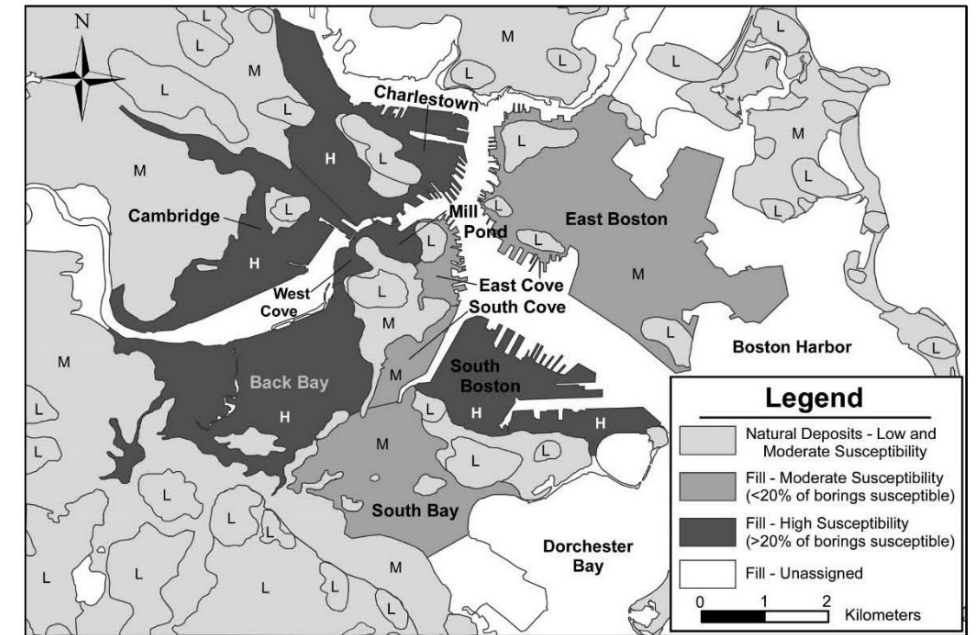 N
L
M
L
L
L
M
L
L
L
Charlestown
L
H
L
L
M
L
M
Cambridge
L
Mill
Pond
L
L
East Boston
L
H
L
M
West
Cove
L
East Cove
South Cove
M
M
L
Boston Harbor
L
Back Bay
M
South
Boston
H
L
H
H
L
M
L
L
L
L
L
L
South Bay
L
L
L
L
M
Dorchester
Bay
Legend
Natural Deposits - Low and
Moderate Susceptibility
Fill - Moderate Susceptibility
(<20% of borings susceptible)
Fill - High Susceptibility
(>20% of borings susceptible)
Fill - Unassigned
0 1 2
Kilometers